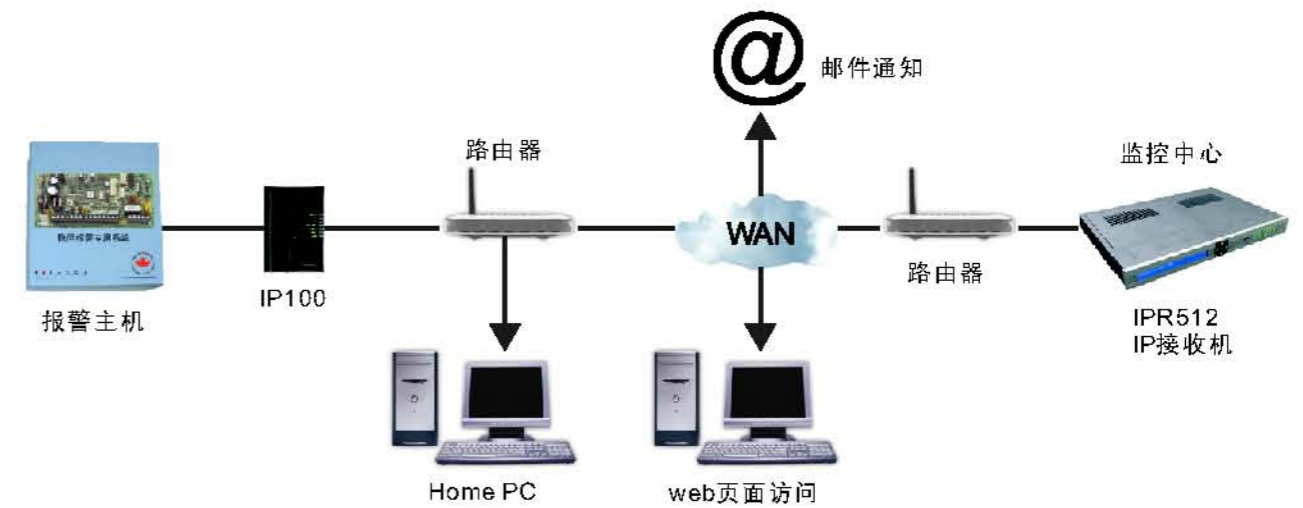 邮件通知
路由器
监控中心
WAN
IP100
路由器
报警主机
IPR512
IP接收机
Home PC
web页面访问